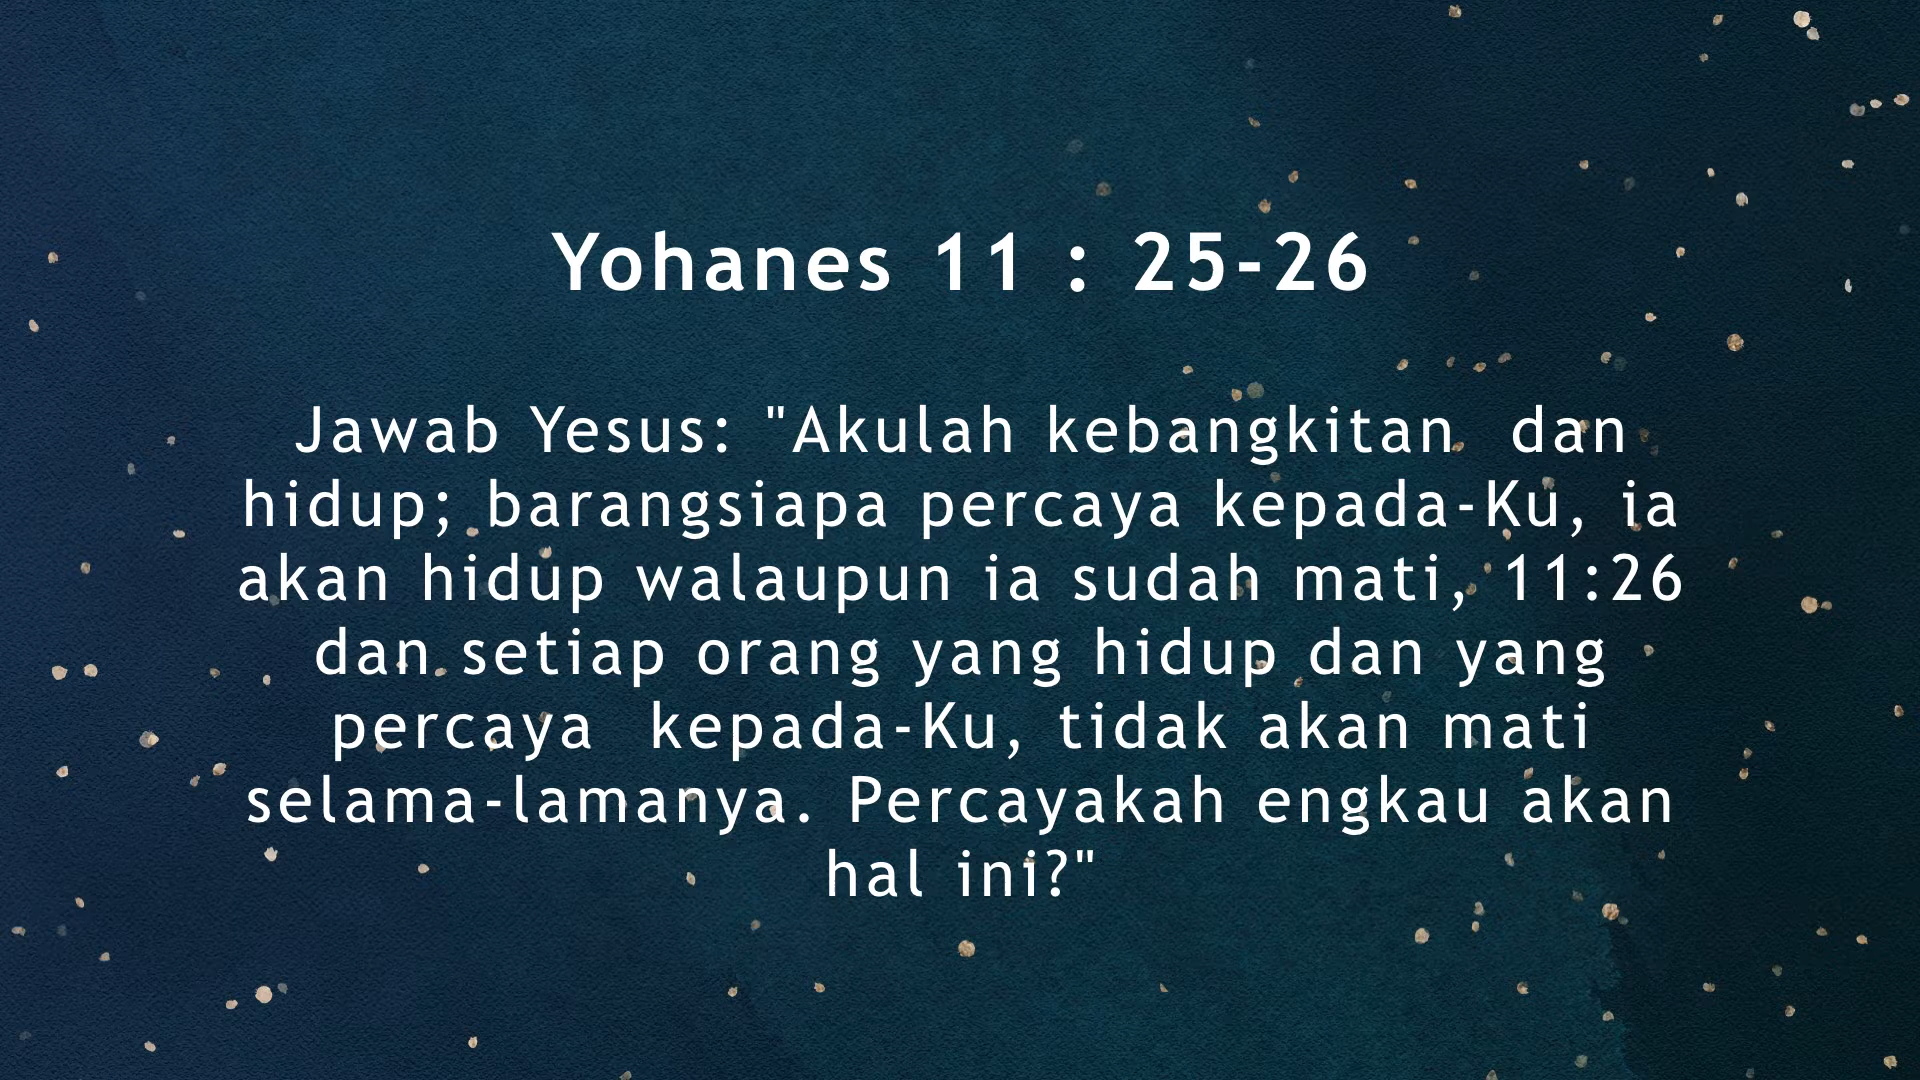 Yohanes 11 : 25-26
Jawab Yesus: "Akulah kebangkitan  dan
hidup; barangsiapa percaya kepada-Ku,  ia
akan hidup walaupun ia sudah mati, 11:26
dan setiap orang yang hidup dan yang
percaya  kepada-Ku, tidak akan mati
selama-lamanya. Percayakah engkau akan
hal ini?"